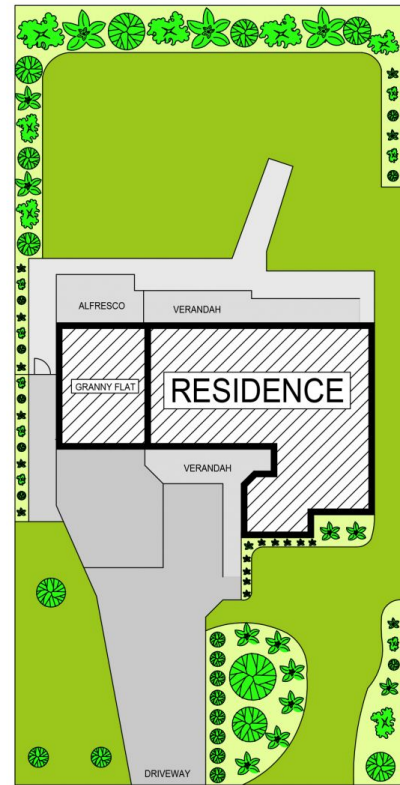 ALFRESCO
VERANDAH
GRANNY FLAT
RESIDENCE
VERANDAH
DRIVEWAY